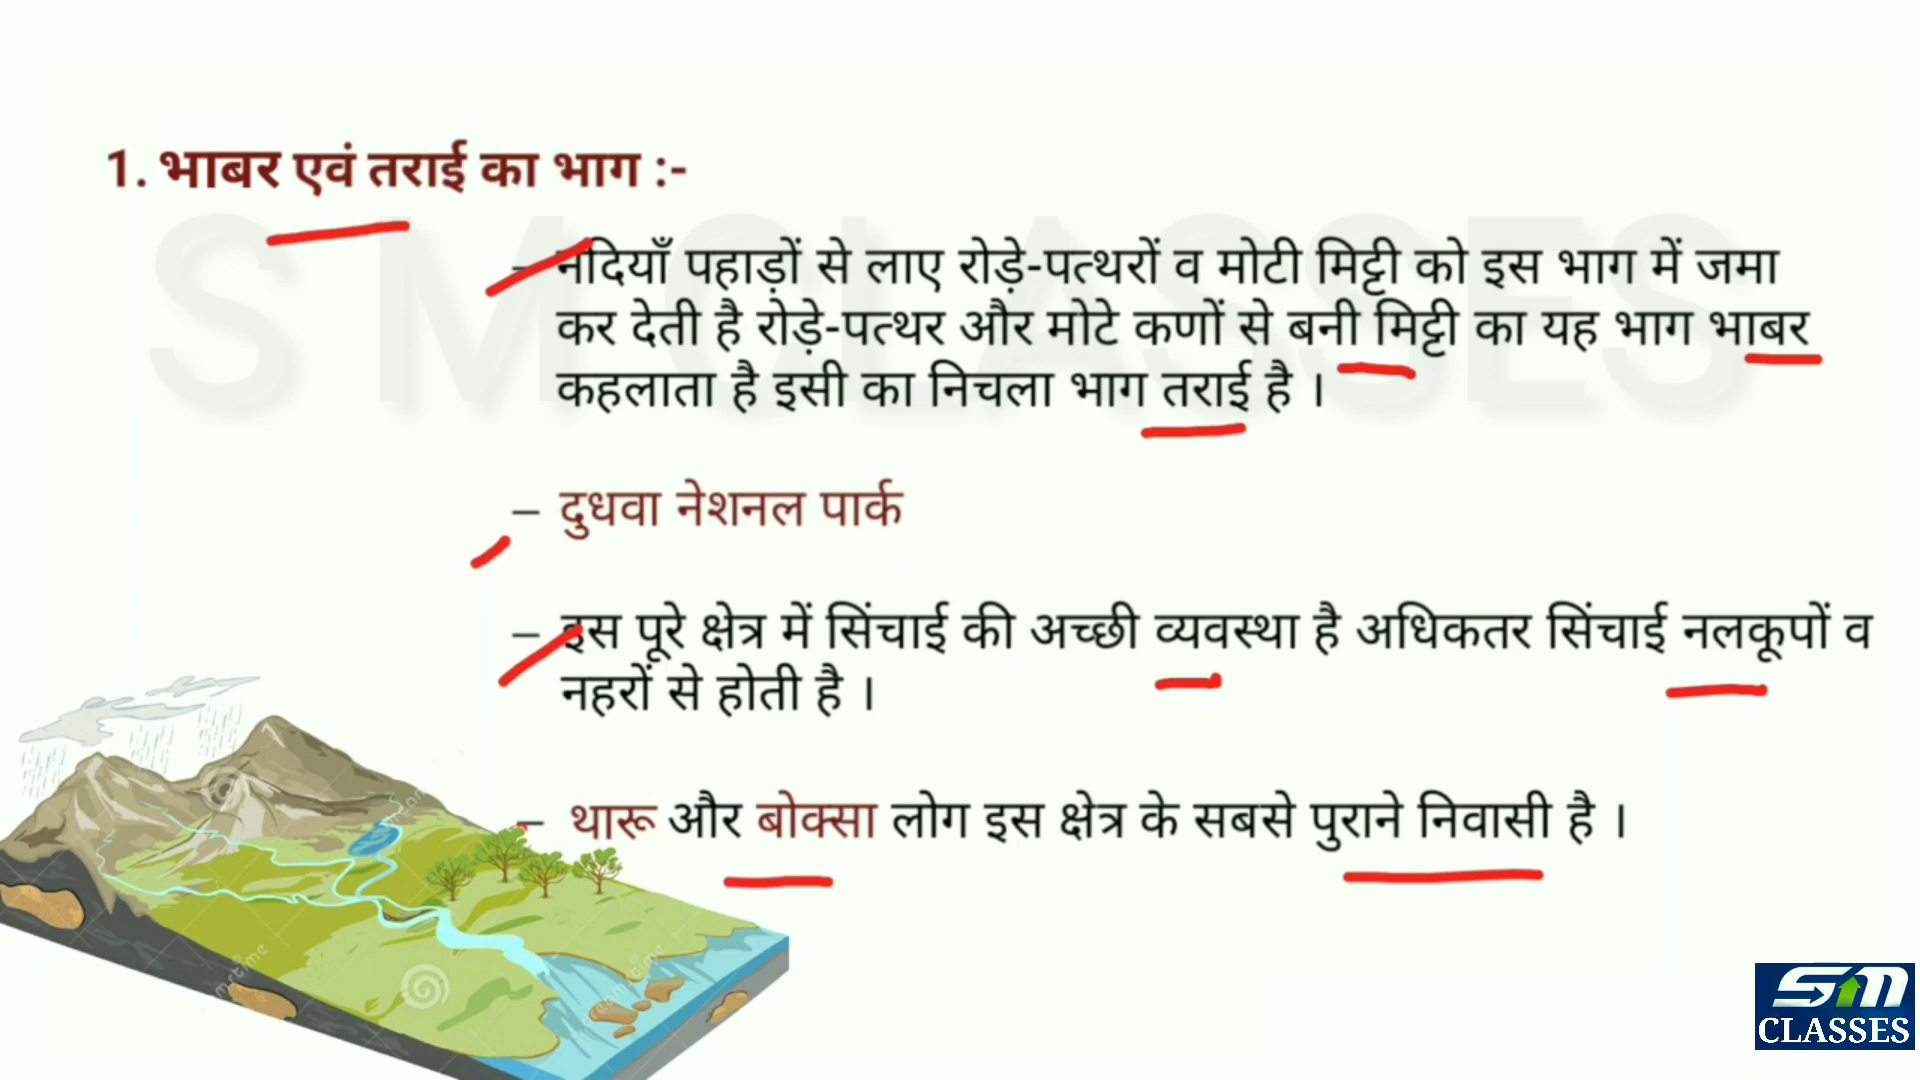 1. भाबर एवं तराई का भाग :-
S M CLASSES
– नदियाँ पहाड़ों से लाए रोड़े-पत्थरों व मोटी मिट्टी को इस भाग में जमा
कर देती है रोड़े-पत्थर और मोटे कणों से बनी मिट्टी का यह भाग भाबर
कहलाता है इसी का निचला भाग तराई है ।
– दुधवा नेशनल पार्क
– इस पूरे क्षेत्र में सिंचाई की अच्छी व्यवस्था है अधिकतर सिंचाई नलकूपों व
नहरों से होती है ।
– थारू और बोक्सा लोग इस क्षेत्र के सबसे पुराने निवासी है ।
SM
CLASSES